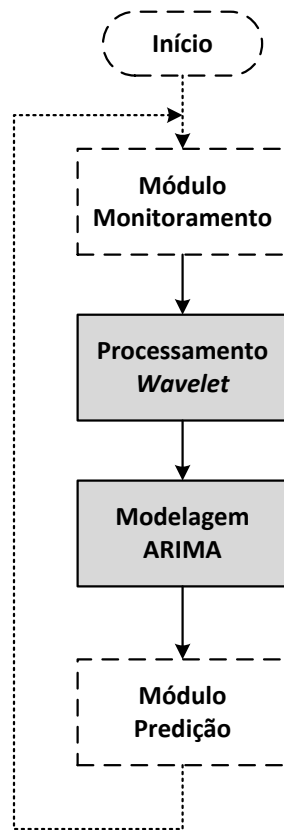 Início
Módulo
Monitoramento
Processamento
Wavelet
Modelagem
ARIMA
Módulo
Predição